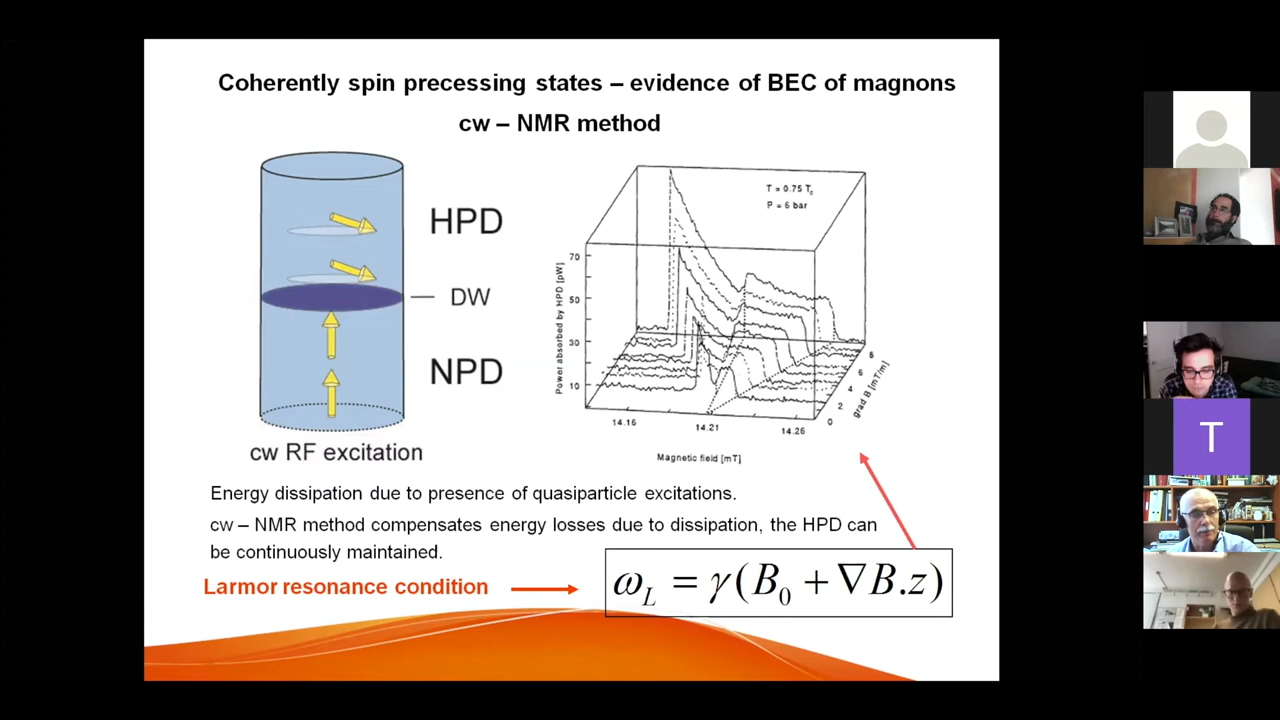 Coherently spin precessing states – evidence of BEC of magnons
cw – NMR method
HPD
DW
NPD
cw RF excitation
T = 0.75 Tc
P = 6 bar
Power absorbed by HPD [pW]
70
50
30
10
14.16
14.21
14.26
Magnetic field [mT]
0
2
4
6
8
grad B [mT/m]
Energy dissipation due to presence of quasiparticle excitations.
cw – NMR method compensates energy losses due to dissipation, the HPD can
be continuously maintained.
Larmor resonance condition
ω_L = γ(B_0 + ∇B.z)
T